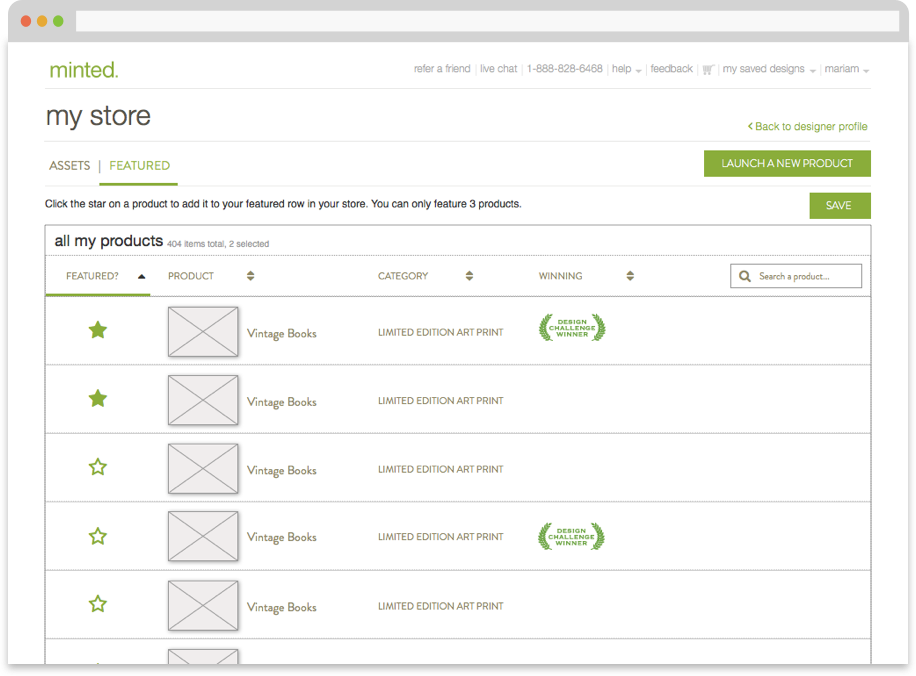 minted.
refer a friend | live chat | 1-888-828-6468 | help | feedback | my saved designs | mariam
my store
Back to designer profile
ASSETS | FEATURED
LAUNCH A NEW PRODUCT
Click the star on a product to add it to your featured row in your store. You can only feature 3 products.
SAVE
all my products 404 items total, 2 selected
FEATURED? PRODUCT CATEGORY WINNING Search a product...
Vintage Books LIMITED EDITION ART PRINT
DESIGN
CHALLENGE
WINNER
Vintage Books LIMITED EDITION ART PRINT
Vintage Books LIMITED EDITION ART PRINT
Vintage Books LIMITED EDITION ART PRINT
DESIGN
CHALLENGE
WINNER
Vintage Books LIMITED EDITION ART PRINT